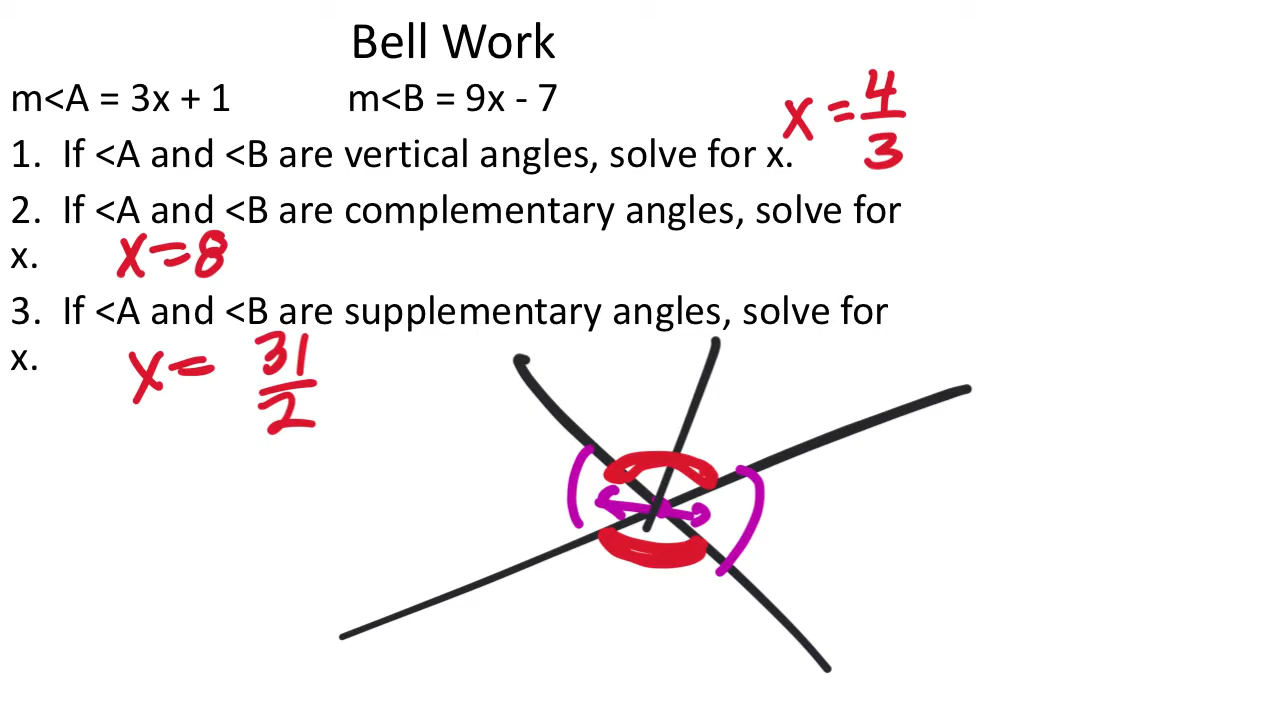 Bell Work
m<A = 3x + 1 m<B = 9x - 7
1. If <A and <B are vertical angles, solve for x. x = 4/3
2. If <A and <B are complementary angles, solve for
x. x=8
3. If <A and <B are supplementary angles, solve for
x. x= 31/2